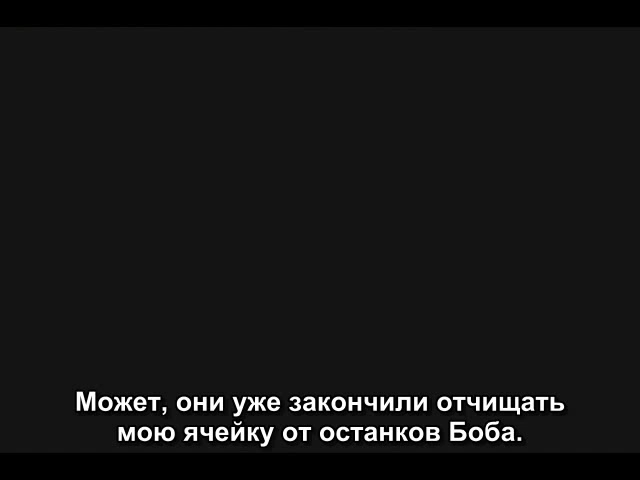 Может, они уже закончили отчищать
мою ячейку от останков Боба.